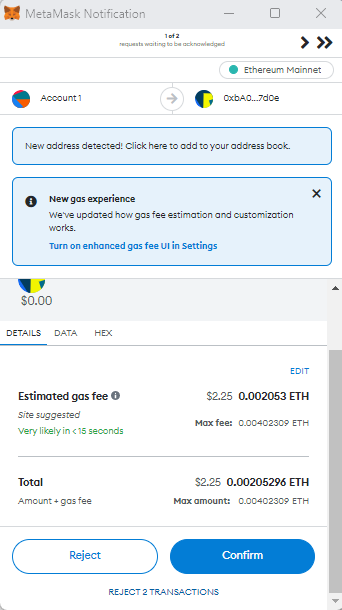 MetaMask Notification
1 of 2
requests waiting to be acknowledged
Ethereum Mainnet
Account 1
0xbA0...7d0e
New address detected! Click here to add to your address book.
New gas experience
We've updated how gas fee estimation and customization
works.
Turn on enhanced gas fee UI in Settings
$0.00
DETAILS DATA HEX
EDIT
Estimated gas fee $2.25 0.002053 ETH
Site suggested
Very likely in < 15 seconds
Max fee: 0.00402309 ETH
Total $2.25 0.00205296 ETH
Amount + gas fee Max amount: 0.00402309 ETH
Reject Confirm
REJECT 2 TRANSACTIONS